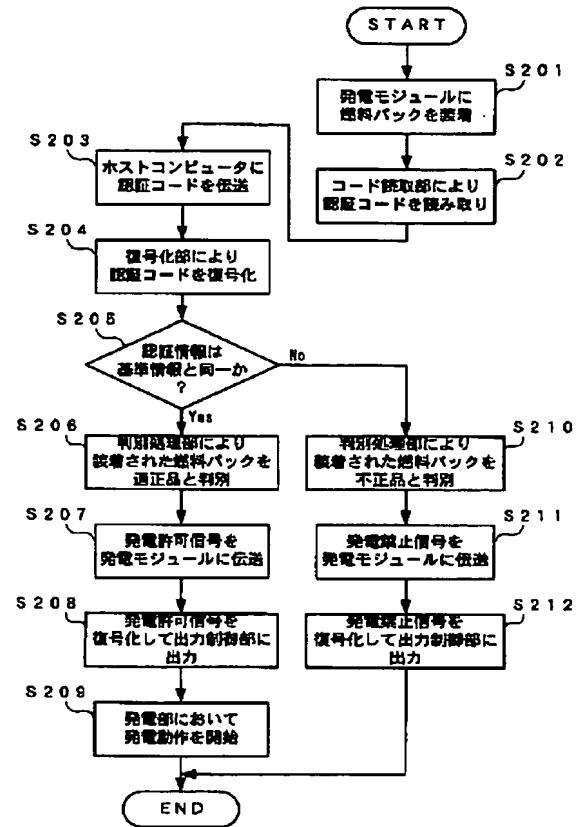 START
S201
発電モジュールに
燃料パックを装着
S202
コード読取部により
認証コードを読み取り
S203
ホストコンピュータに
認証コードを伝送
S204
復号化部により
認証コードを復号化
S205
認証情報は
基準情報と同一か
?
No
Yes
S206
判別処理部により
装着された燃料パックを
適正品と判別
S207
発電許可信号を
発電モジュールに伝送
S208
発電許可信号を
復号化して出力制御部に
出力
S209
発電部において
発電動作を開始
S210
判別処理部により
装着された燃料パックを
不正品と判別
S211
発電禁止信号を
発電モジュールに伝送
S212
発電禁止信号を
復号化して出力制御部に
出力
END